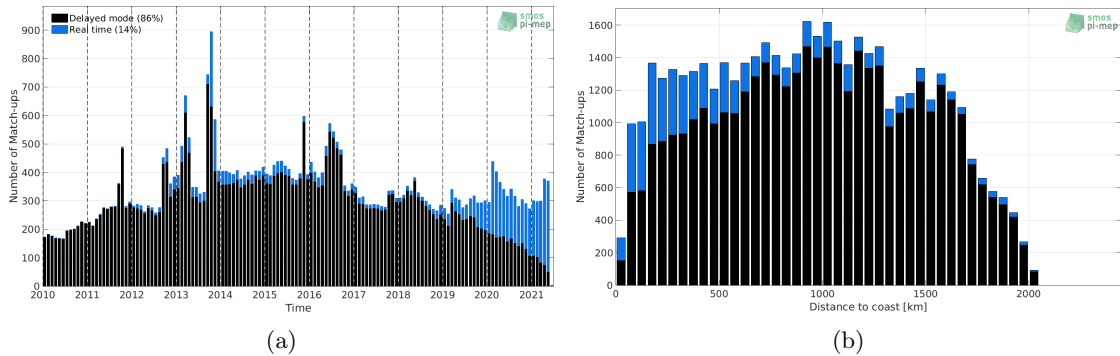 Delayed mode (86%)
Real time (14%)
smos
pi-mep
900
800
700
600
500
400
300
200
100
0
Number of Match-ups
2010 2011 2012 2013 2014 2015 2016 2017 2018 2019 2020 2021
Time
(a)
smos
pi-mep
1600
1400
1200
1000
800
600
400
200
0
Number of Match-ups
0 500 1000 1500 2000
Distance to coast [km]
(b)